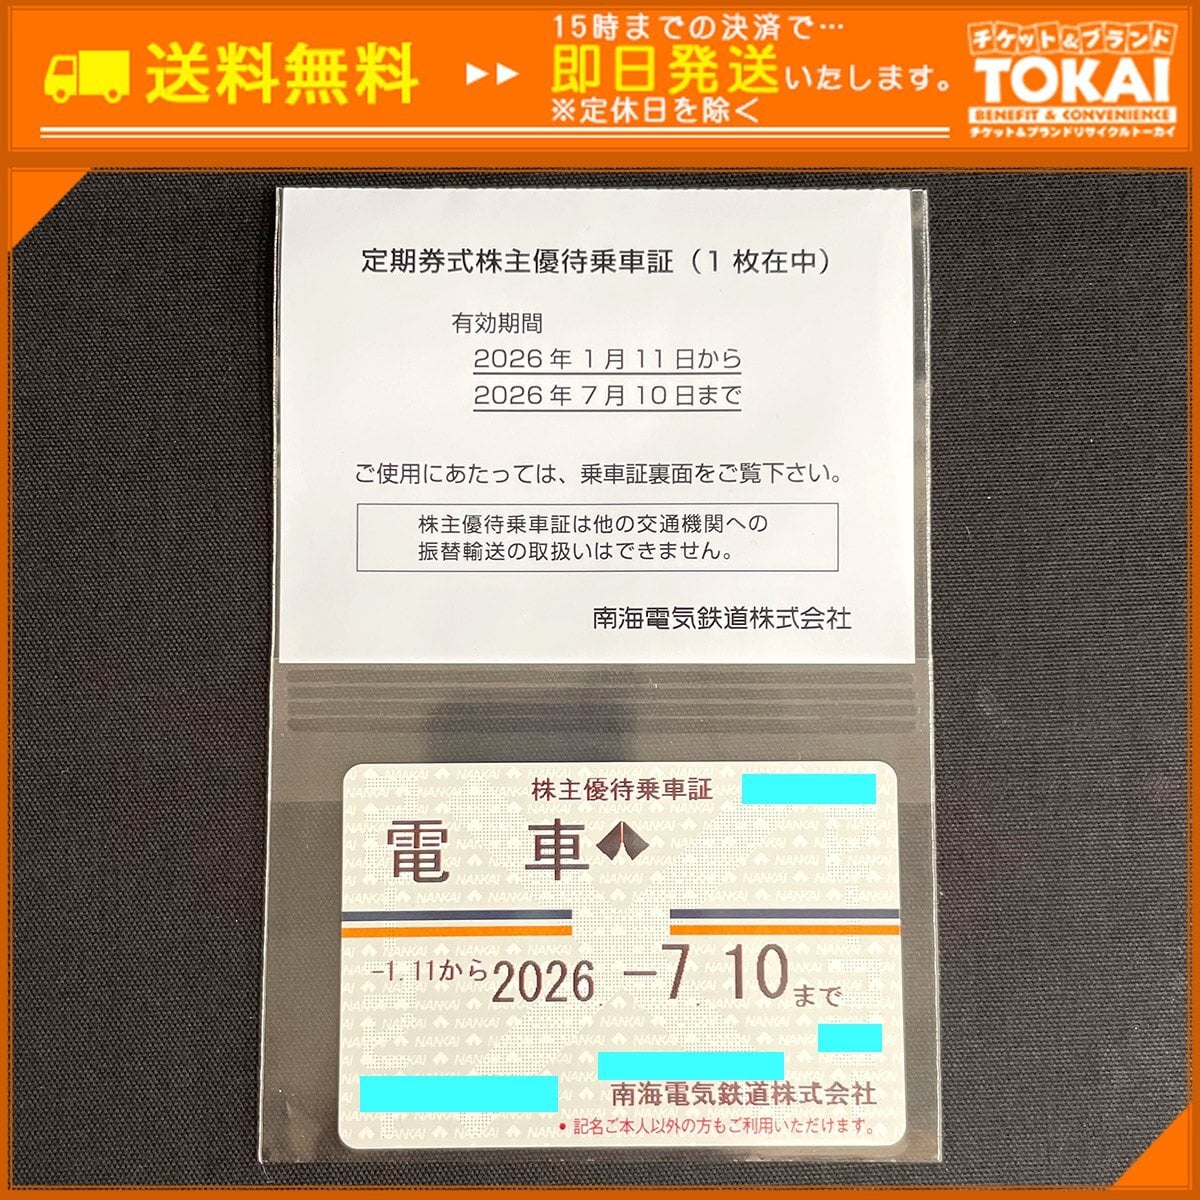 送料無料
15時までの決済で…
即日発送いたします。
※定休日を除く
チケット&ブランド
TOKAI
BENEFIT & CONVENIENCE
チケット&ブランドリサイクルトーカイ
定期券式株主優待乗車証（1枚在中）
有効期間
2026年1月11日から
2026年7月10日まで
ご使用にあたっては、乗車証裏面をご覧下さい。
株主優待乗車証は他の交通機関への
振替輸送の取扱いはできません。
南海電気鉄道株式会社
株主優待乗車証
電車
-1.11から2026.-7.10まで
南海電気鉄道株式会社
•記名ご本人以外の方もご利用いただけます。